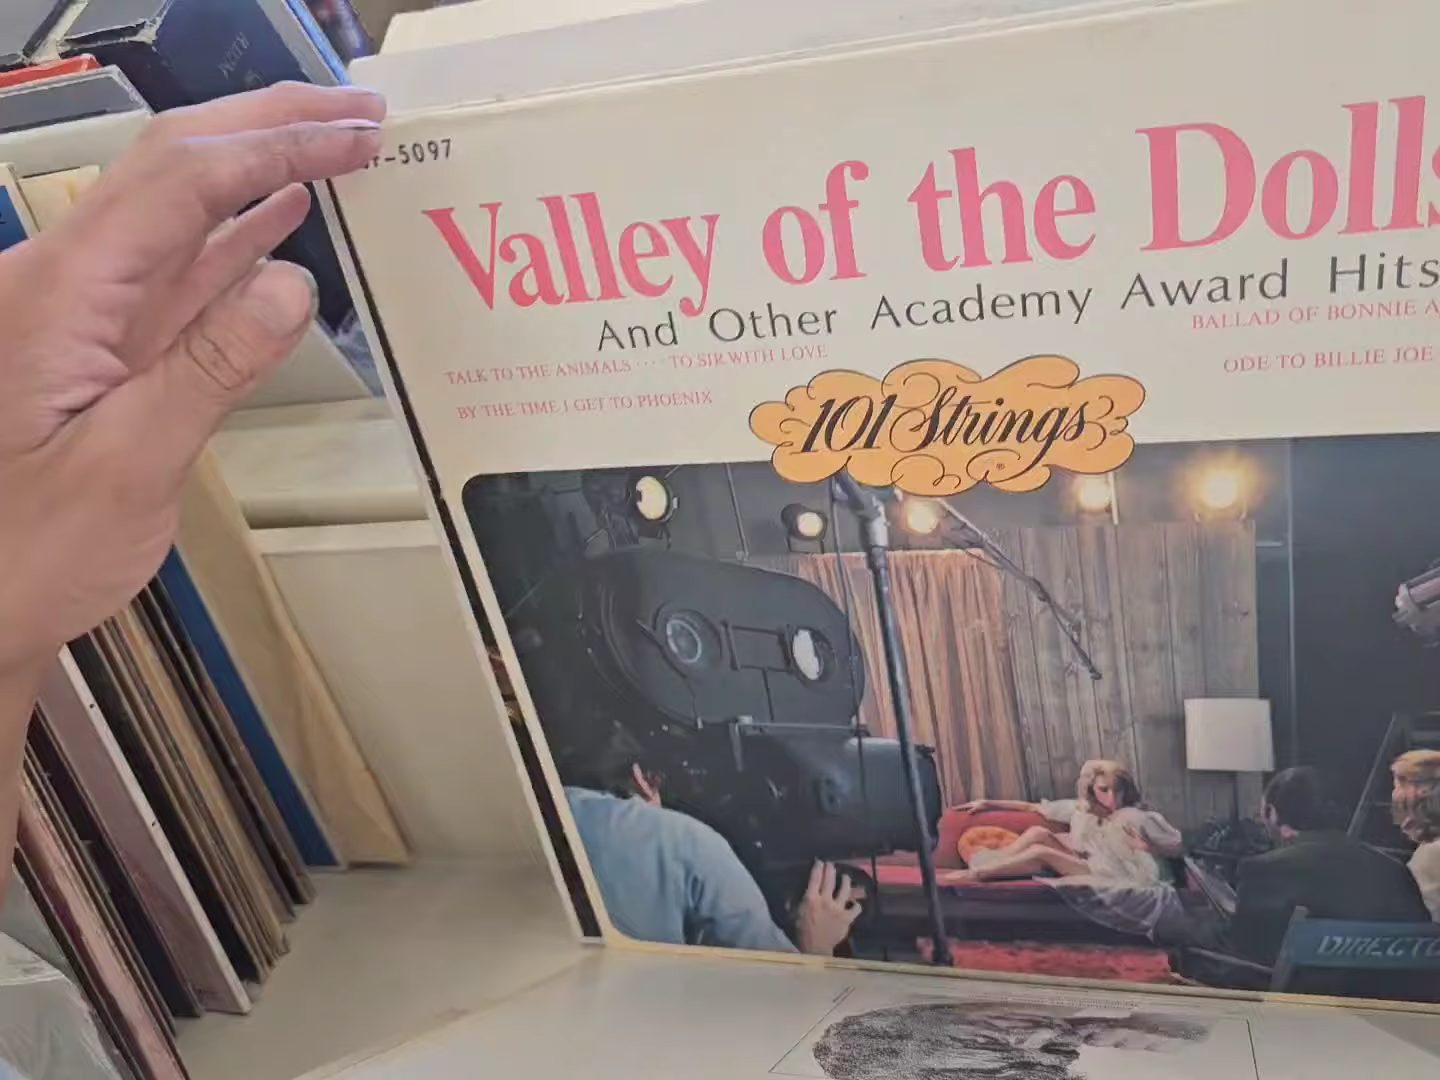 -5097
Valley of the Dolls
And Other Academy Award Hits
TALK TO THE ANIMALS ···· TO SIR WITH LOVE
BY THE TIME I GET TO PHOENIX
BALLAD OF BONNIE A
ODE TO BILLIE JOE
101 Strings
®
DIRECTO